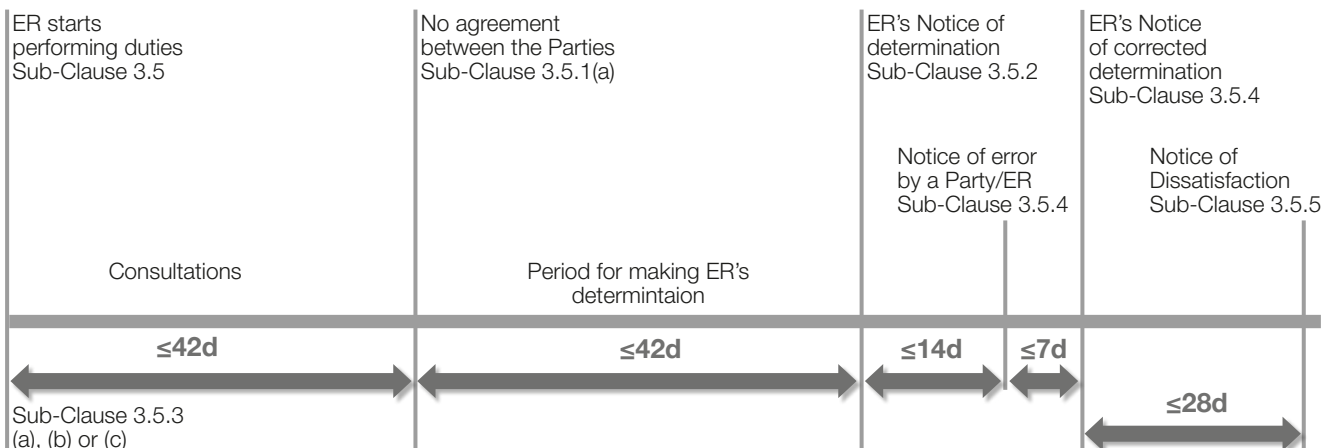 ER starts
performing duties
Sub-Clause 3.5
No agreement
between the Parties
Sub-Clause 3.5.1(a)
ER's Notice of
determination
Sub-Clause 3.5.2
ER's Notice
of corrected
determination
Sub-Clause 3.5.4
Notice of error
by a Party/ER
Sub-Clause 3.5.4
Notice of
Dissatisfaction
Sub-Clause 3.5.5
Consultations
Period for making ER's
determintaion
≤42d
≤42d
≤14d
≤7d
≤28d
Sub-Clause 3.5.3
(a), (b) or (c)